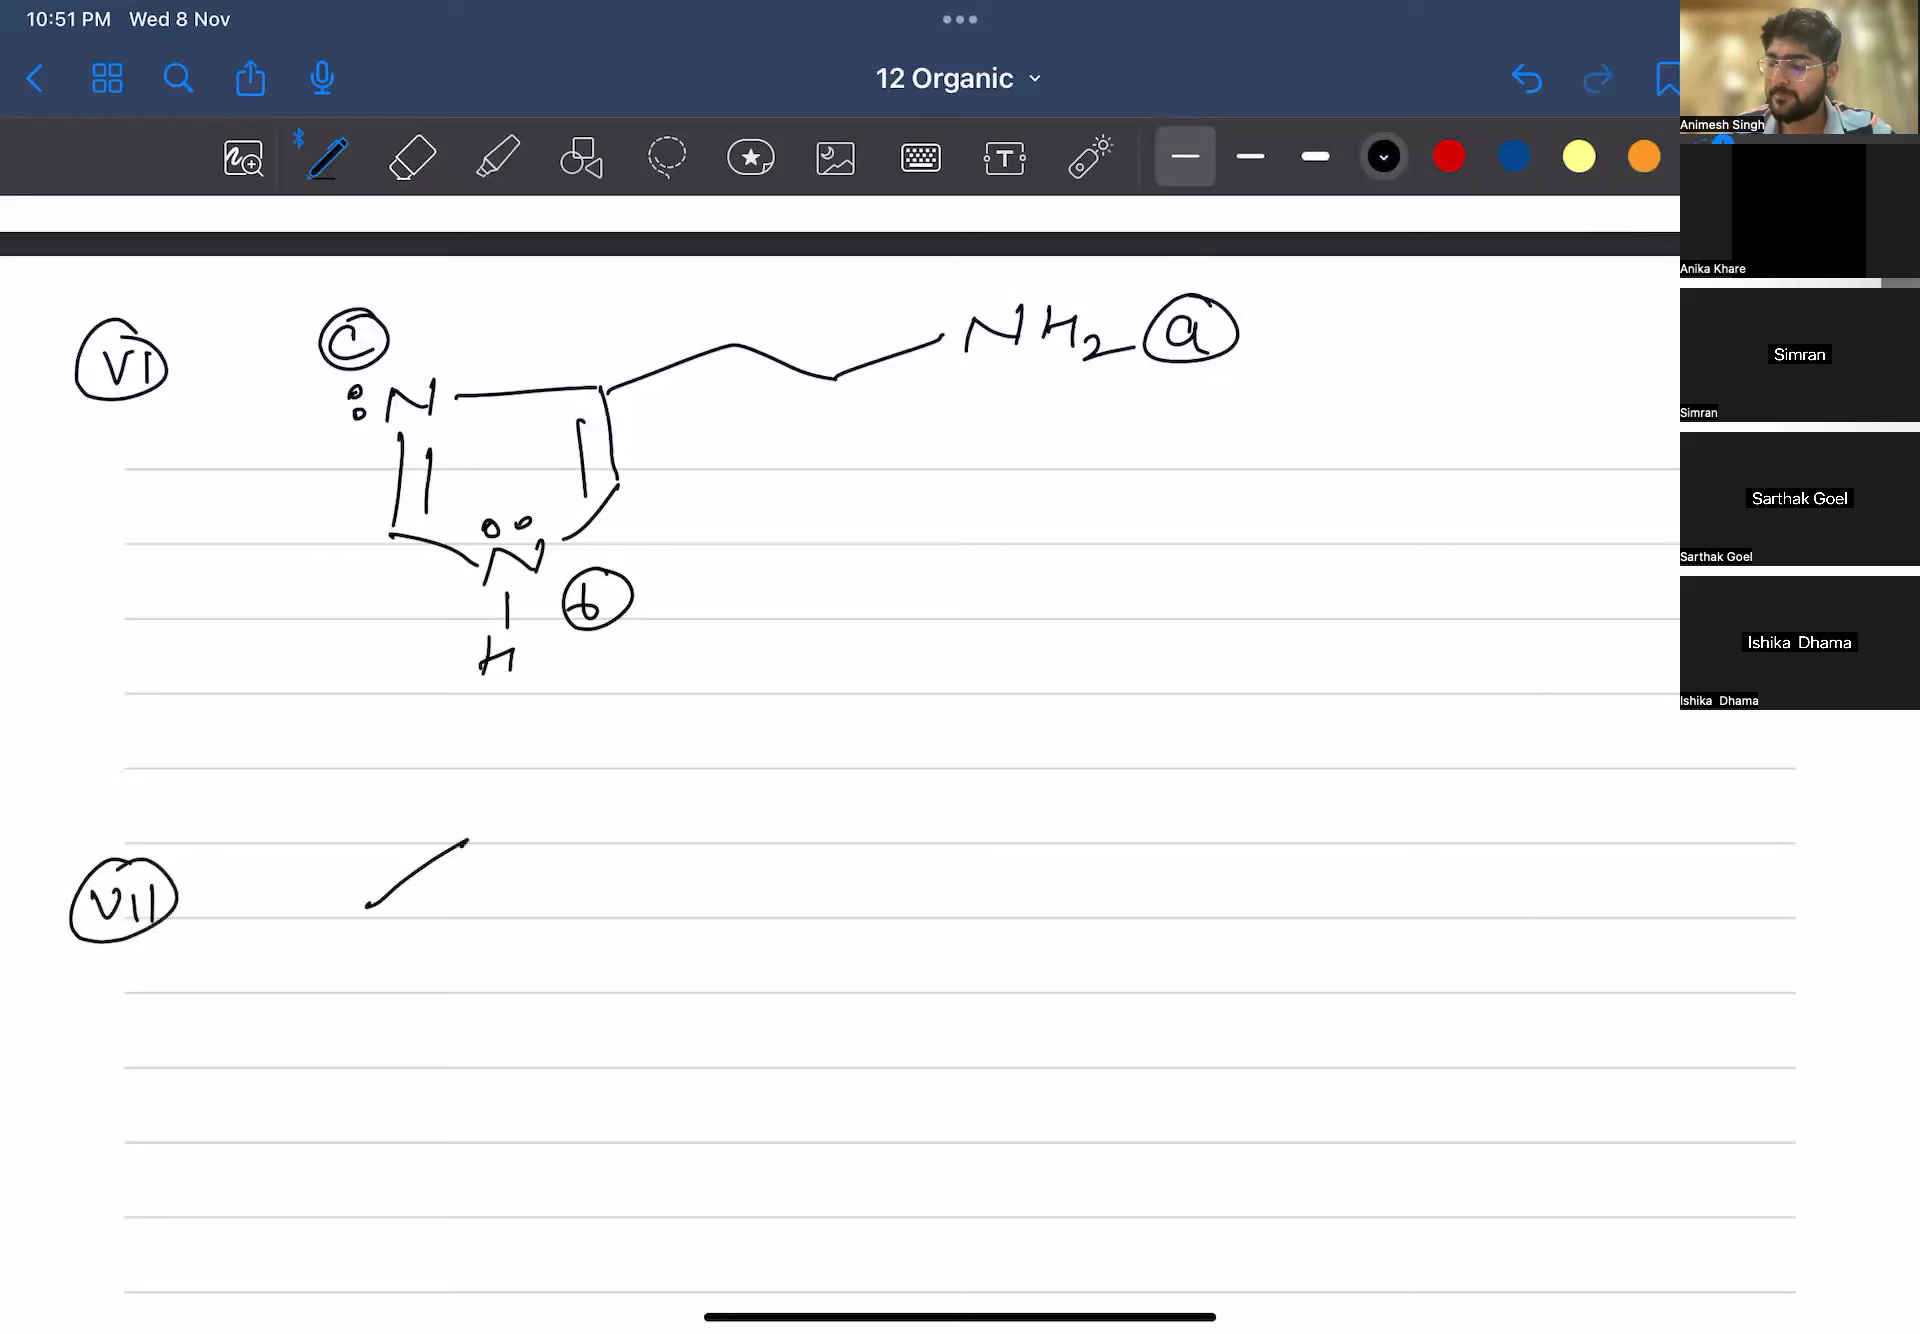 10:51 PM Wed 8 Nov
12 Organic
T
Animesh Singh
Anika Khare
Simran
Simran
Sarthak Goel
Sarthak Goel
Ishika Dhama
Ishika Dhama
VI
C
NH2 a
:N
N
b
H
VII